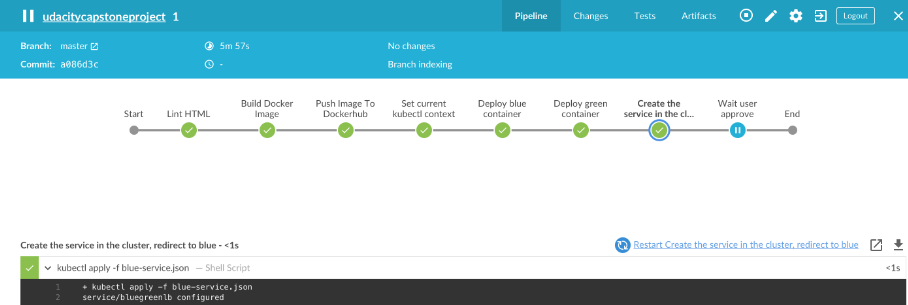 udacitycapstoneproject 1
Pipeline Changes Tests Artifacts Logout
Branch: master 5m 57s No changes
Commit: a086d3c - Branch indexing
Start
Lint HTML
Build Docker
Image
Push Image To
Dockerhub
Set current
kubectl context
Deploy blue
container
Deploy green
container
Create the
service in the cl...
Wait user
approve
End
Create the service in the cluster, redirect to blue - <1s
Restart Create the service in the cluster, redirect to blue
kubectl apply -f blue-service.json — Shell Script <1s
1 + kubectl apply -f blue-service.json
2 service/bluegreenlb configured